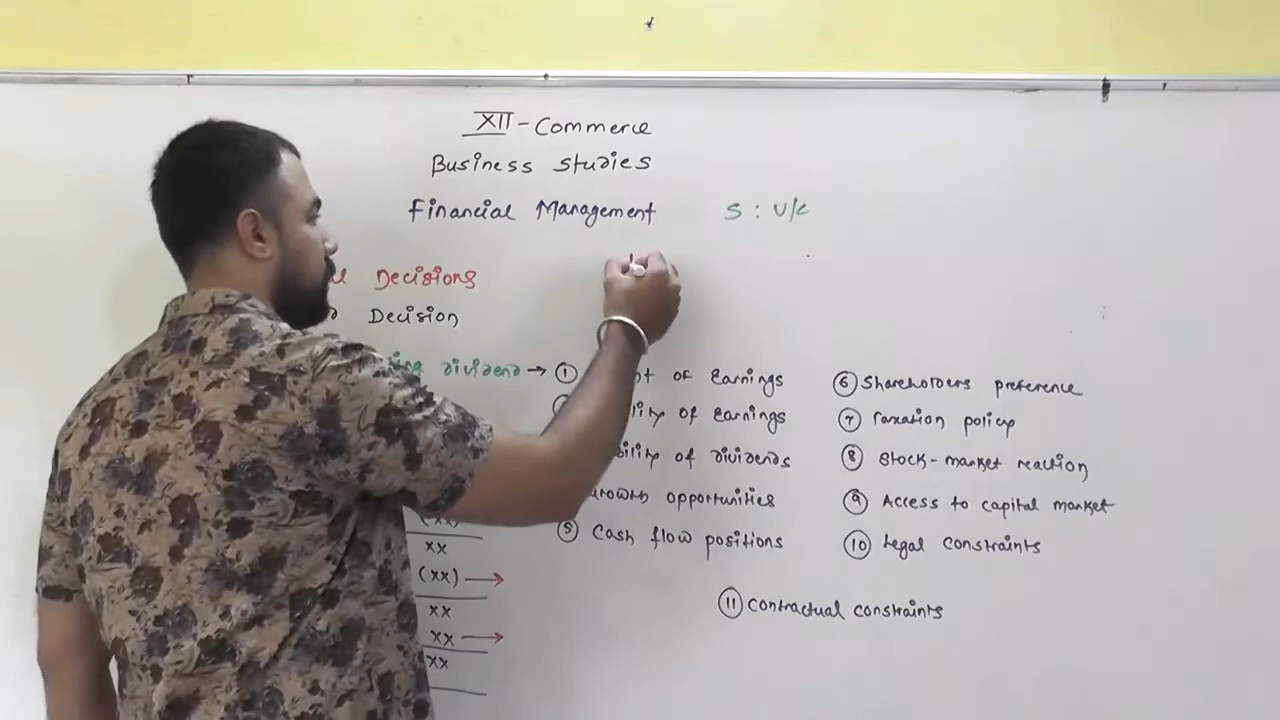 XII - Commerce
Business Studies
Financial Management S : U/C
Decisions
Decision
dividend → ① of Earnings
of Earnings
of dividends
Growth opportunities
⑤ Cash flow positions
⑥ Shareholders preference
⑦ Taxation policy
⑧ Stock-market reaction
⑨ Access to capital market
⑩ Legal constraints
⑪ Contractual constraints
(xx)
xx
(xx) →
xx
xx →
xx